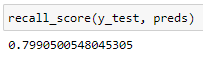 recall_score(y_test, preds)
0.7990500548045305